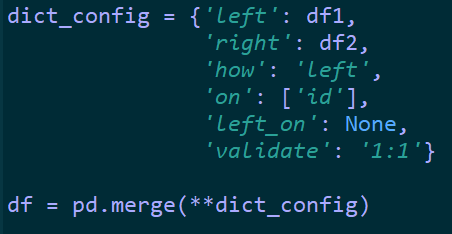 dict_config = {'left': df1,
'right': df2,
'how': 'left',
'on': ['id'],
'left_on': None,
'validate': '1:1'}
df = pd.merge(**dict_config)